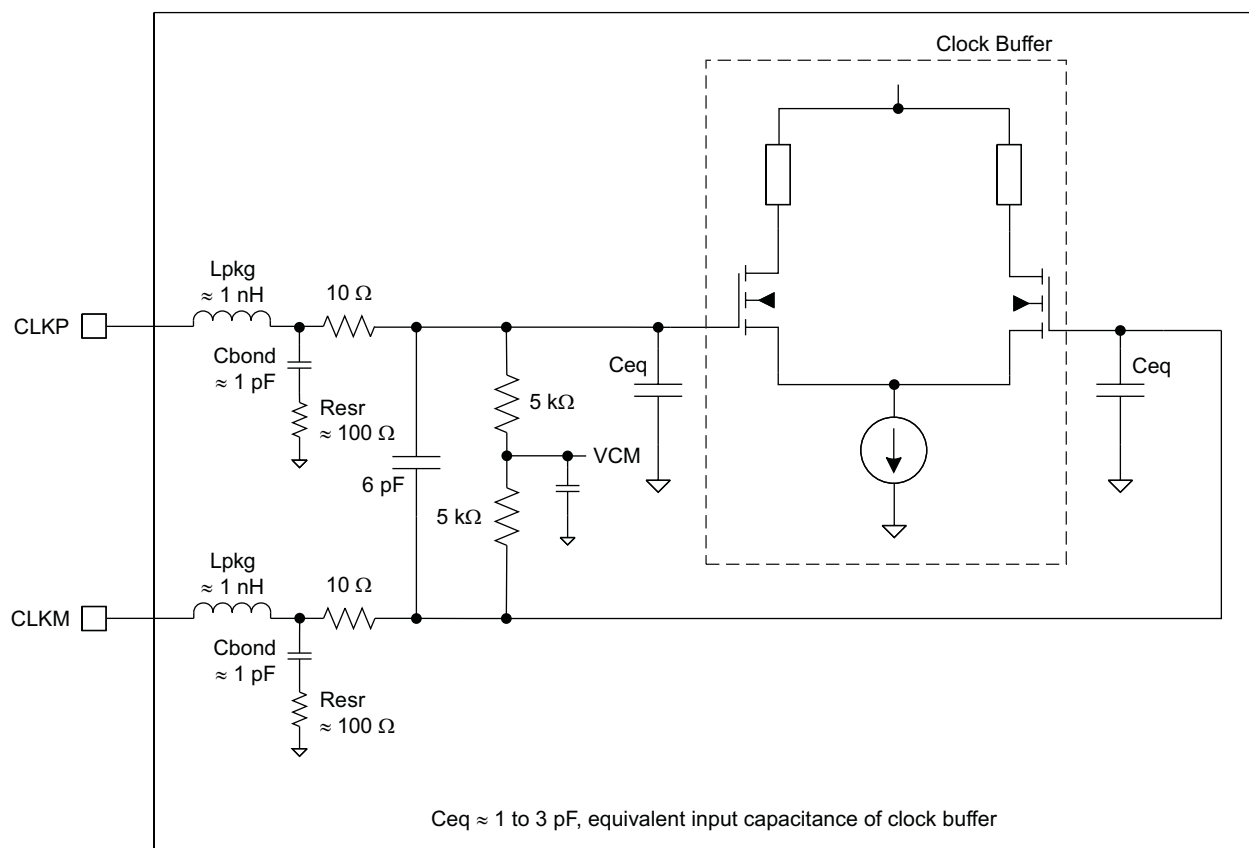 Clock Buffer
Lpkg
≈ 1 nH
10 Ω
CLKP
Cbond
≈ 1 pF
Resr
≈ 100 Ω
6 pF
5 kΩ
VCM
5 kΩ
Ceq
Ceq
Lpkg
≈ 1 nH
10 Ω
CLKM
Cbond
≈ 1 pF
Resr
≈ 100 Ω
Ceq ≈ 1 to 3 pF, equivalent input capacitance of clock buffer